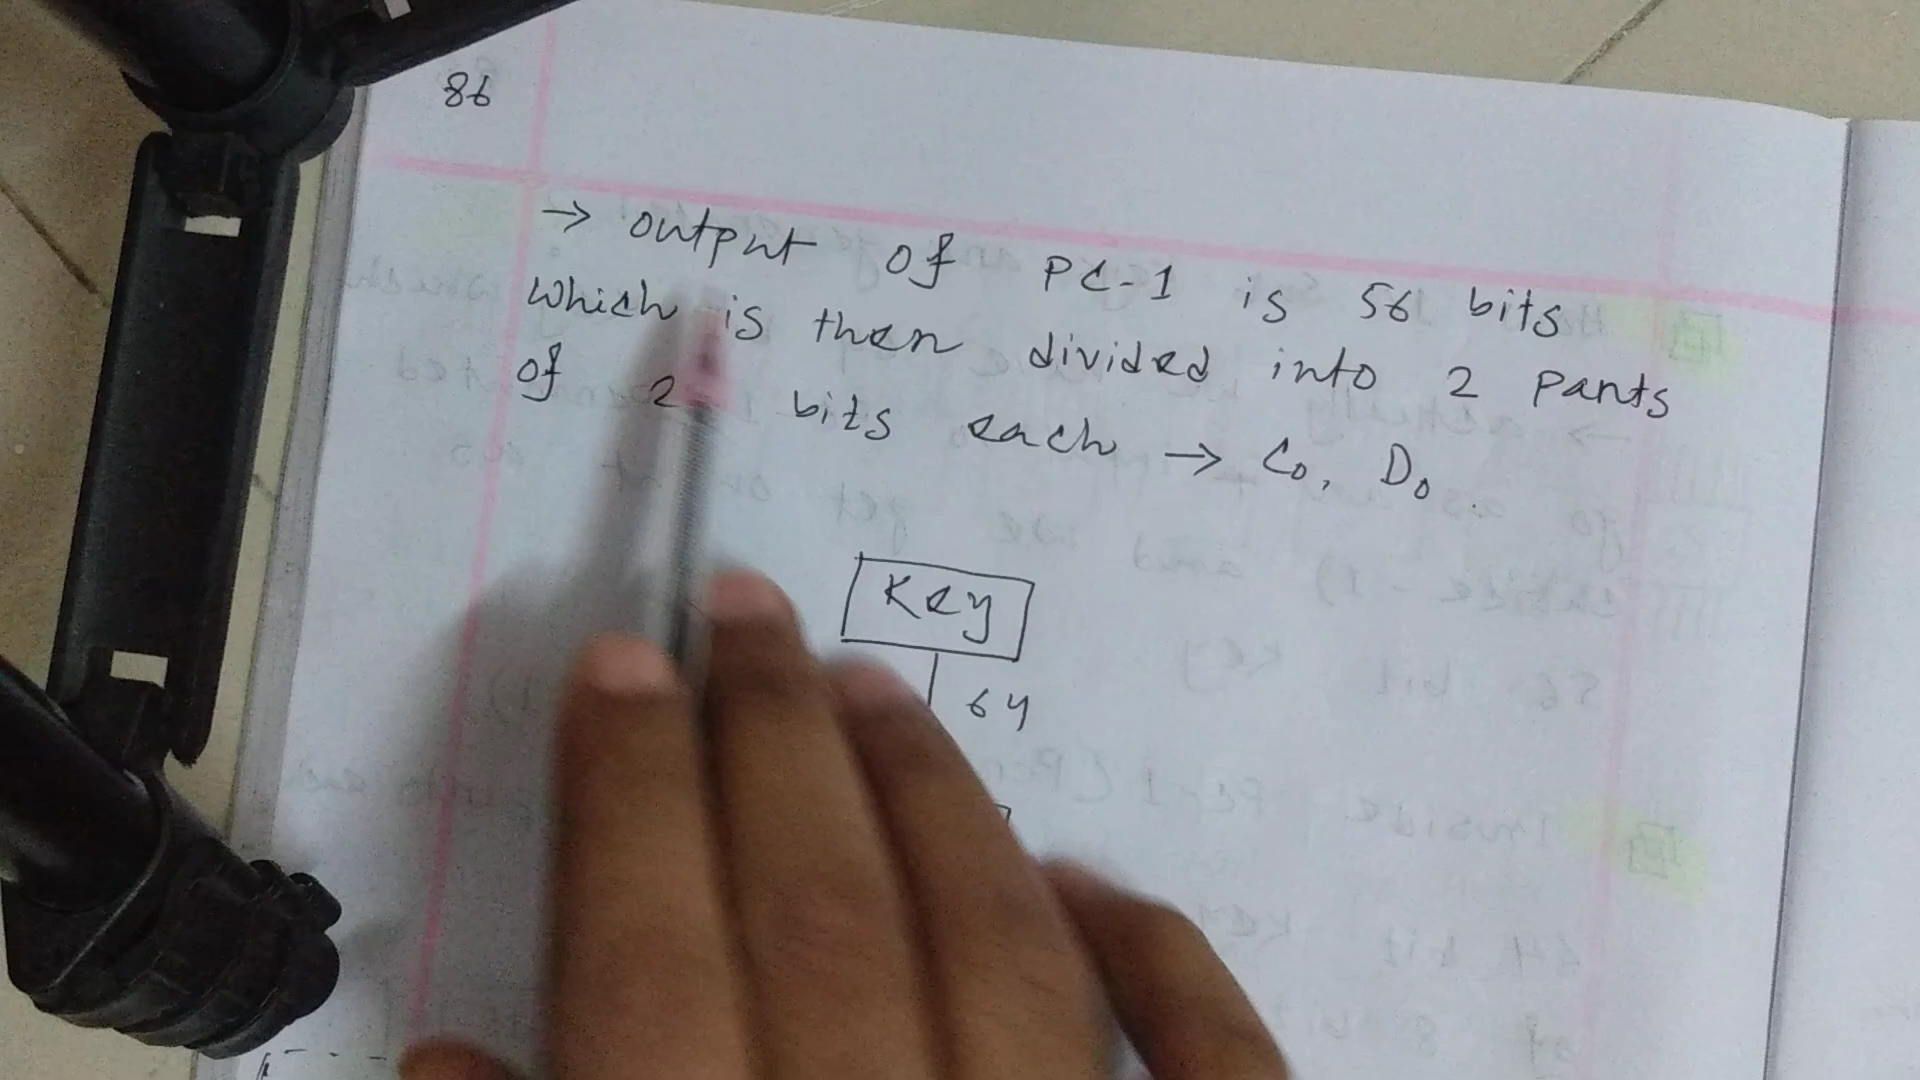 86
→ output of PC-1 is 56 bits
which is then divided into 2 parts
of 2 bits each → C₀, D₀.
Key
64